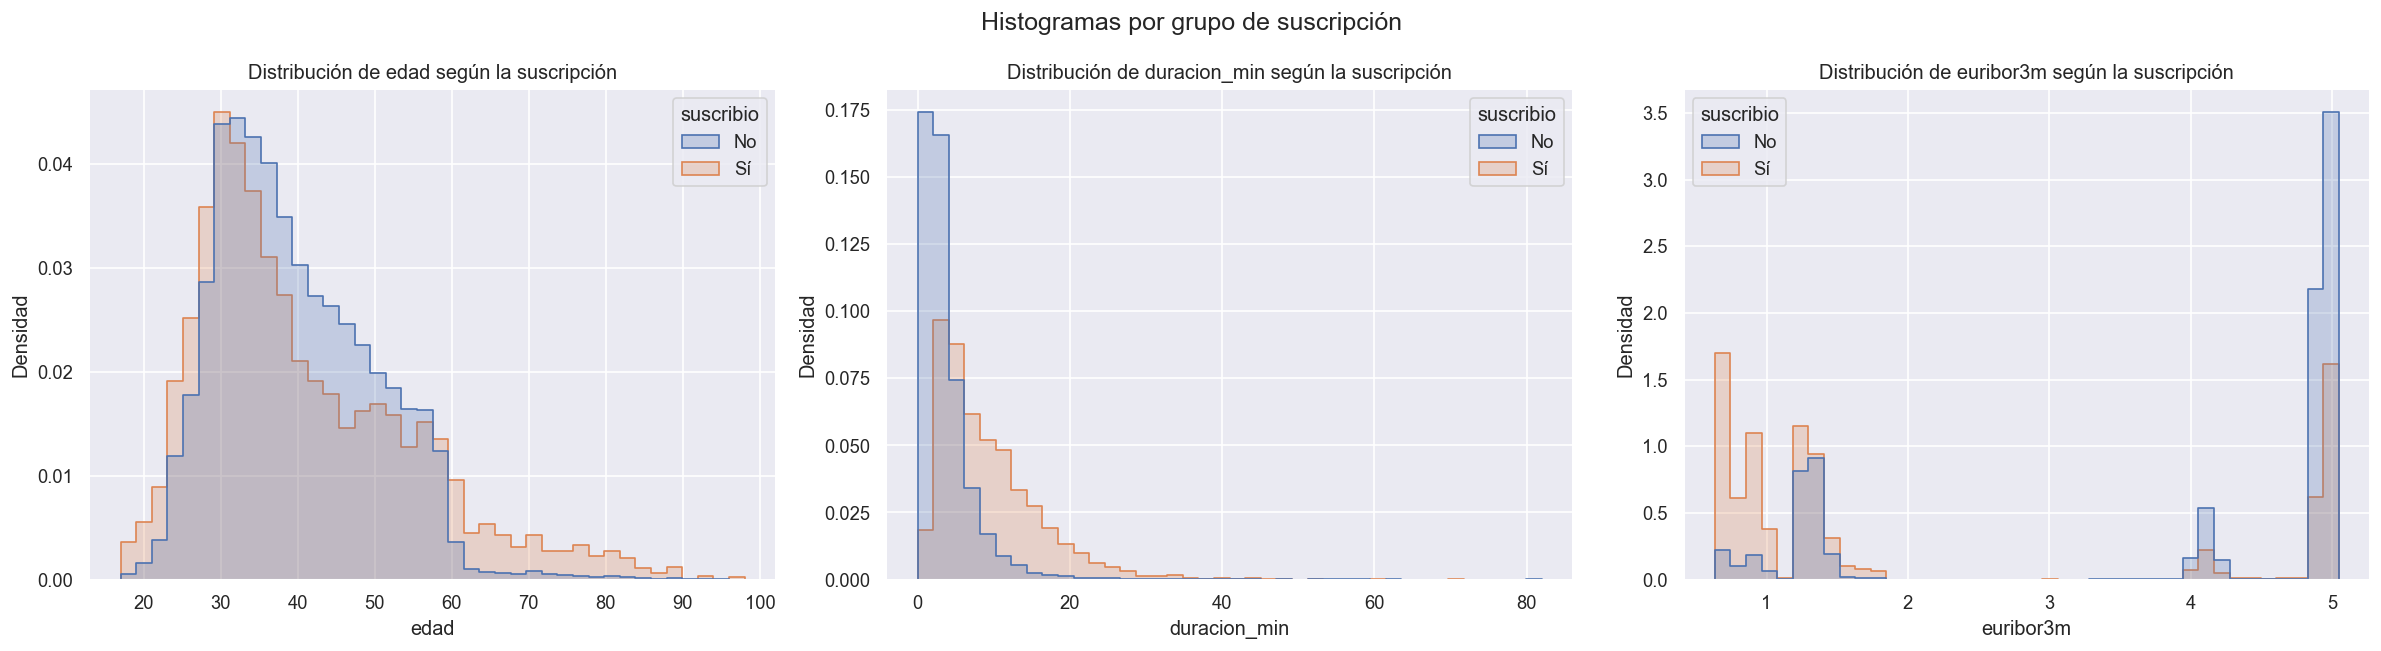 Histogramas por grupo de suscripción
Distribución de edad según la suscripción
Densidad
0.04
0.03
0.02
0.01
0.00
suscribio
No
Sí
20 30 40 50 60 70 80 90 100
edad
Distribución de duracion_min según la suscripción
Densidad
0.175
0.150
0.125
0.100
0.075
0.050
0.025
0.000
suscribio
No
Sí
0 20 40 60 80
duracion_min
Distribución de euribor3m según la suscripción
Densidad
3.5
3.0
2.5
2.0
1.5
1.0
0.5
0.0
suscribio
No
Sí
1 2 3 4 5
euribor3m